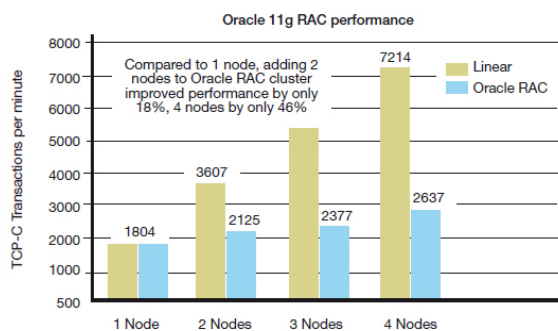 Oracle 11g RAC performance
8000
7000
6000
5000
4000
3000
2000
1000
500
TCP-C Transactions per minute
Compared to 1 node, adding 2
nodes to Oracle RAC cluster
improved performance by only
18%, 4 nodes by only 46%
Linear
Oracle RAC
1804
3607
2125
2377
7214
2637
1 Node
2 Nodes
3 Nodes
4 Nodes